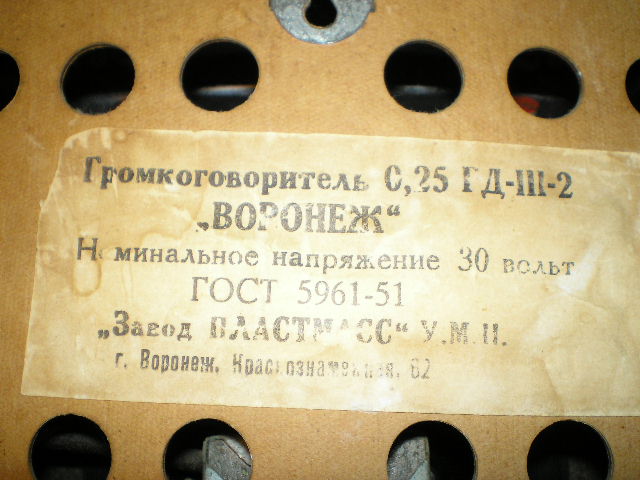 Громкоговоритель 0,25 ГД-III-2
„ВОРОНЕЖ“
Номинальное напряжение 30 вольт
ГОСТ 5961-51
„Завод ПЛАСТМАСС“ У.М.П.
г. Воронеж, Краснознаменная, 62